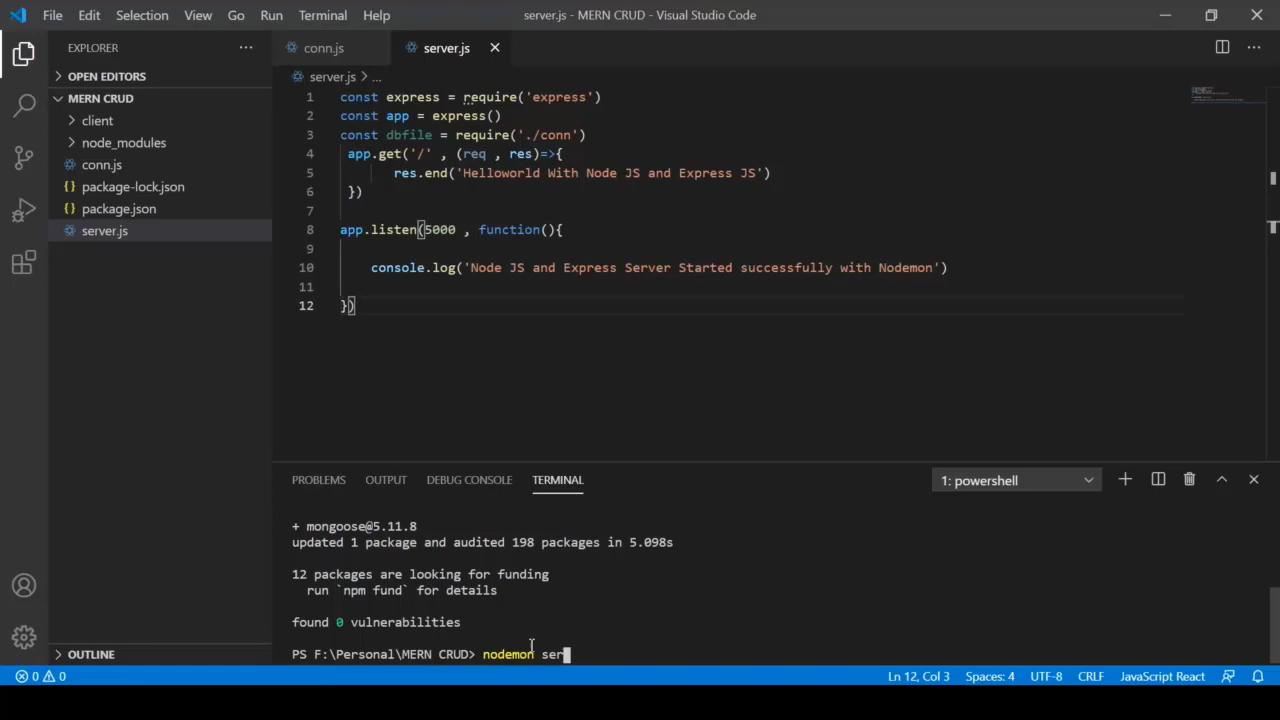 File Edit Selection View Go Run Terminal Help server.js - MERN CRUD - Visual Studio Code
EXPLORER
conn.js server.js
OPEN EDITORS
server.js > ...
MERN CRUD
client
node_modules
conn.js
{} package-lock.json
{} package.json
server.js
1 const express = require('express')
2 const app = express()
3 const dbfile = require('./conn')
4 app.get('/' , (req , res)=>{
5 res.end('Helloworld With Node JS and Express JS')
6 })
7
8 app.listen(5000 , function(){
9
10 console.log('Node JS and Express Server Started successfully with Nodemon')
11
12 })
PROBLEMS OUTPUT DEBUG CONSOLE TERMINAL 1: powershell
+ mongoose@5.11.8
updated 1 package and audited 198 packages in 5.098s
12 packages are looking for funding
run `npm fund` for details
found 0 vulnerabilities
PS F:\Personal\MERN CRUD> nodemon ser
OUTLINE
0 0 Ln 12, Col 3 Spaces: 4 UTF-8 CRLF JavaScript React